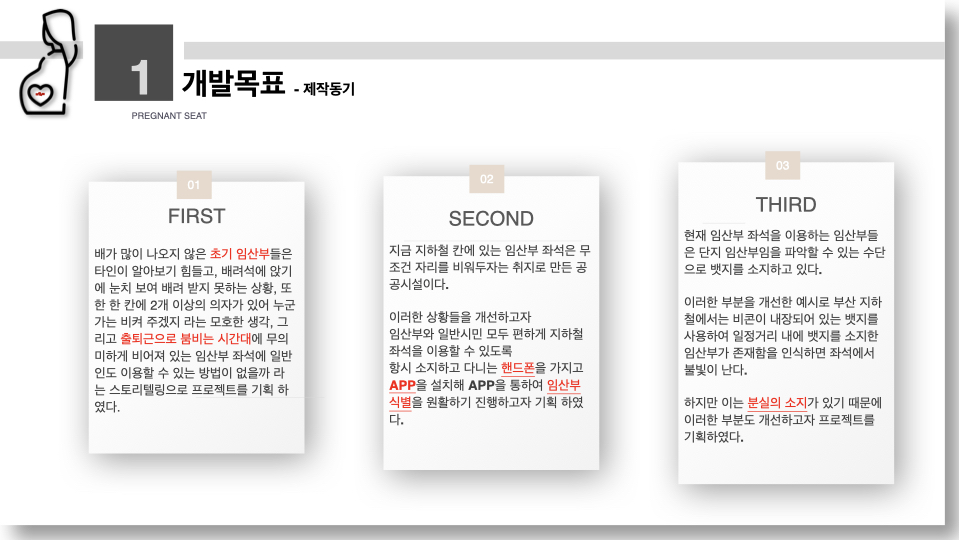 1
개발목표 - 제작동기
PREGNANT SEAT
01
FIRST
배가 많이 나오지 않은 초기 임산부들은
타인이 알아보기 힘들고, 배려석에 앉기
에 눈치 보여 배려 받지 못하는 상황, 또
한 한 칸에 2개 이상의 의자가 있어 누군
가는 비켜 주겠지 라는 모호한 생각, 그
리고 출퇴근으로 붐비는 시간대에 무의
미하게 비어져 있는 임산부 좌석에 일반
인도 이용할 수 있는 방법이 없을까 라
는 스토리텔링으로 프로젝트를 기획 하
였다.
02
SECOND
지금 지하철 칸에 있는 임산부 좌석은 무
조건 자리를 비워두자는 취지로 만든 공
공시설이다.
이러한 상황들을 개선하고자
임산부와 일반시민 모두 편하게 지하철
좌석을 이용할 수 있도록
항시 소지하고 다니는 핸드폰을 가지고
APP을 설치해 APP을 통하여 임산부
식별을 원활하기 진행하고자 기획 하였
다.
03
THIRD
현재 임산부 좌석을 이용하는 임산부들
은 단지 임산부임을 파악할 수 있는 수단
으로 뱃지를 소지하고 있다.
이러한 부분을 개선한 예시로 부산 지하
철에서는 비콘이 내장되어 있는 뱃지를
사용하여 일정거리 내에 뱃지를 소지한
임산부가 존재함을 인식하면 좌석에서
불빛이 난다.
하지만 이는 분실의 소지가 있기 때문에
이러한 부분도 개선하고자 프로젝트를
기획하였다.